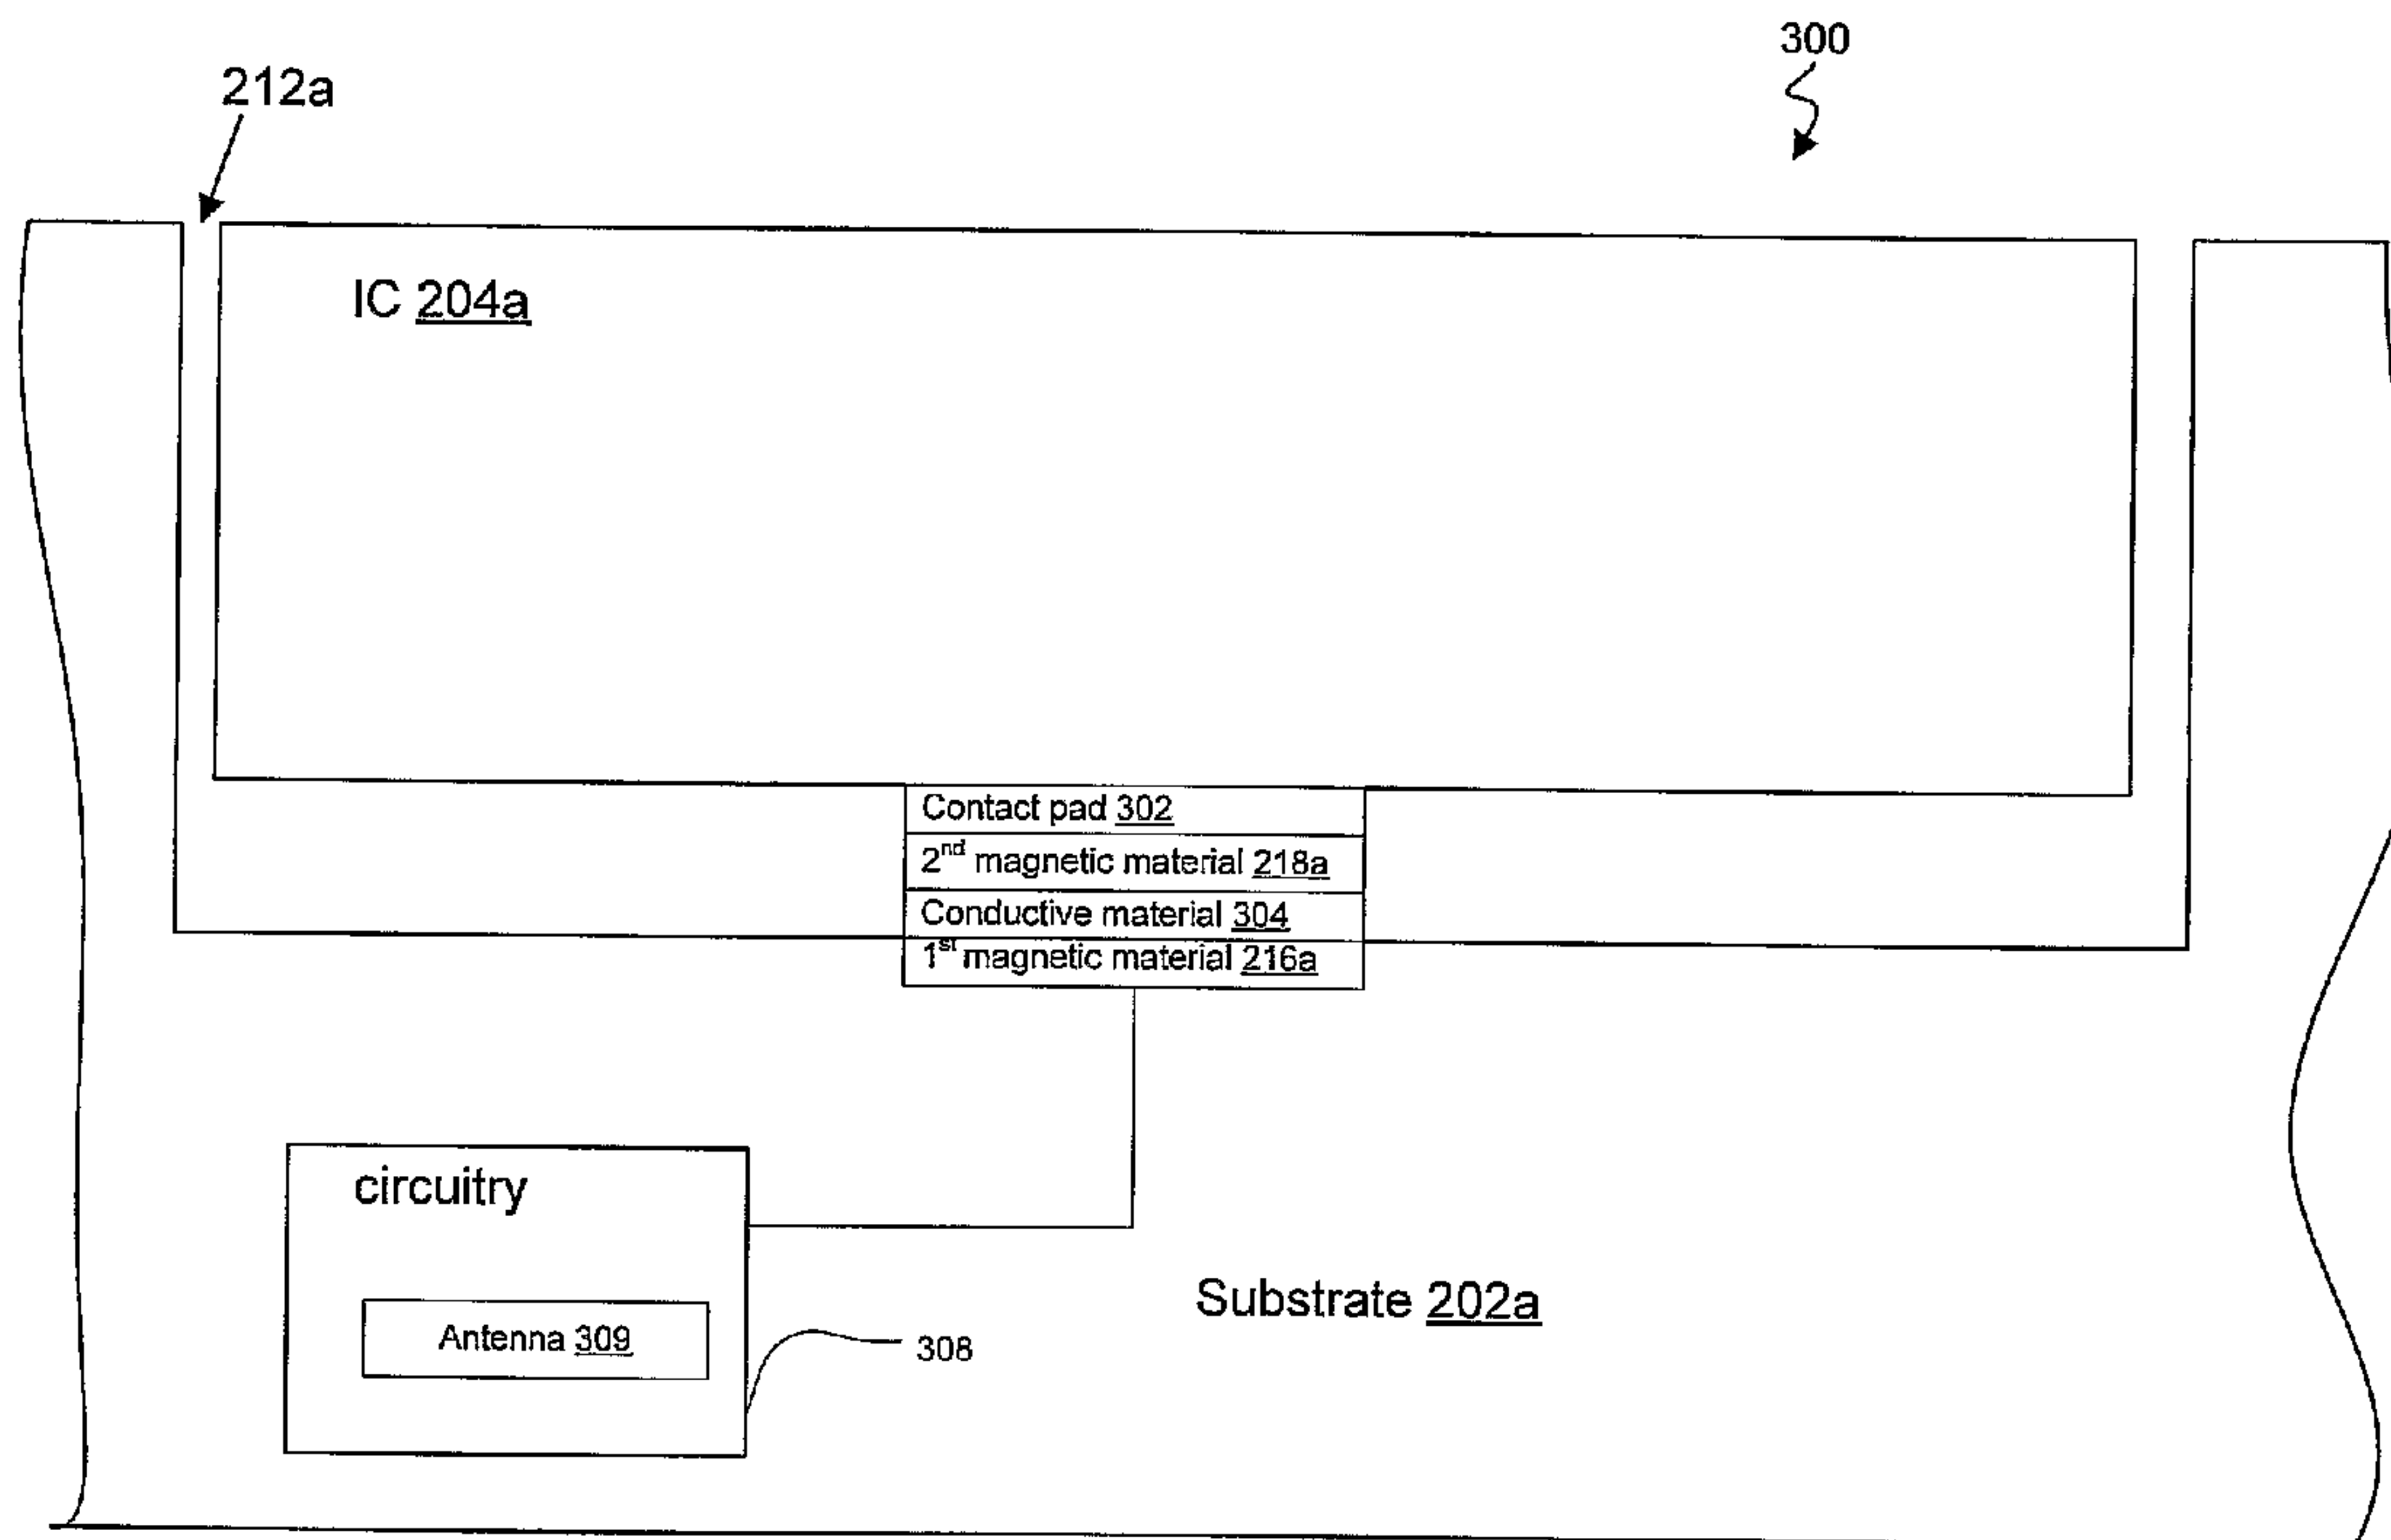 300
212a
IC 204a
Contact pad 302
2nd magnetic material 218a
Conductive material 304
1st magnetic material 216a
circuitry
Substrate 202a
Antenna 309
308